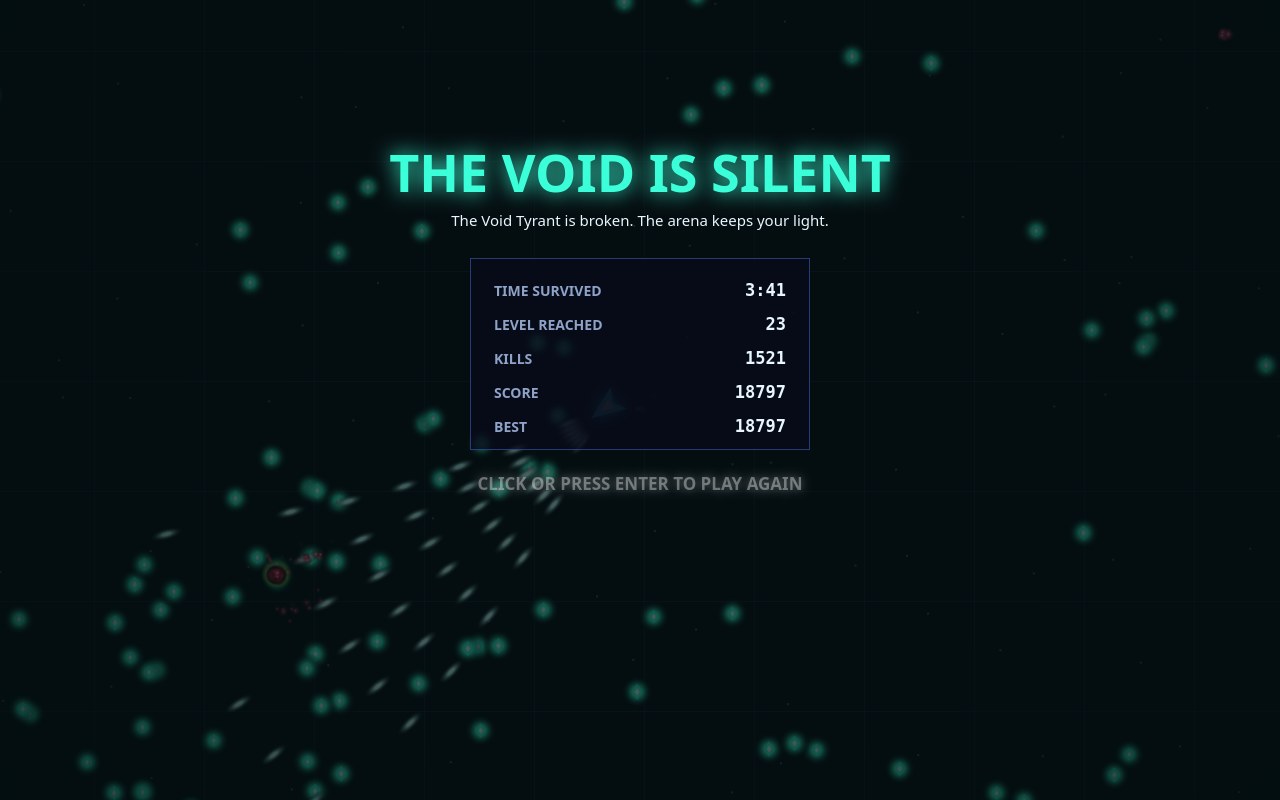 THE VOID IS SILENT
The Void Tyrant is broken. The arena keeps your light.
TIME SURVIVED 3:41
LEVEL REACHED 23
KILLS 1521
SCORE 18797
BEST 18797
CLICK OR PRESS ENTER TO PLAY AGAIN